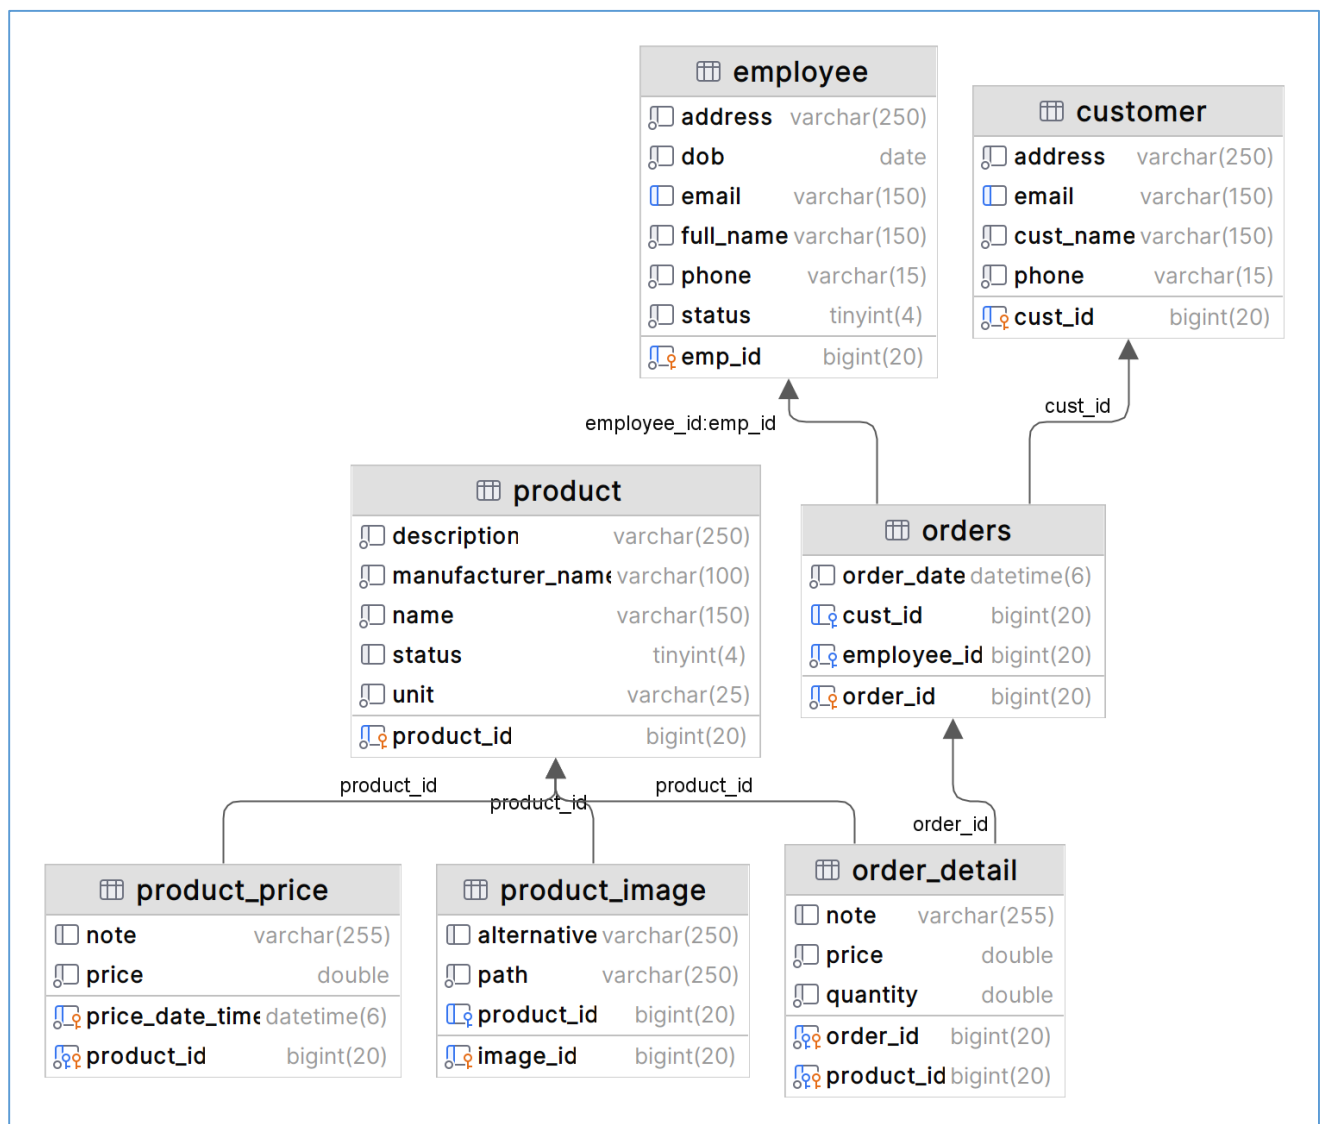 employee
address varchar(250)
dob date
email varchar(150)
full_name varchar(150)
phone varchar(15)
status tinyint(4)
emp_id bigint(20)
customer
address varchar(250)
email varchar(150)
cust_name varchar(150)
phone varchar(15)
cust_id bigint(20)
employee_id:emp_id
cust_id
product
description varchar(250)
manufacturer_name varchar(100)
name varchar(150)
status tinyint(4)
unit varchar(25)
product_id bigint(20)
orders
order_date datetime(6)
cust_id bigint(20)
employee_id bigint(20)
order_id bigint(20)
product_id
product_id
product_id
order_id
product_price
note varchar(255)
price double
price_date_time datetime(6)
product_id bigint(20)
product_image
alternative varchar(250)
path varchar(250)
product_id bigint(20)
image_id bigint(20)
order_detail
note varchar(255)
price double
quantity double
order_id bigint(20)
product_id bigint(20)